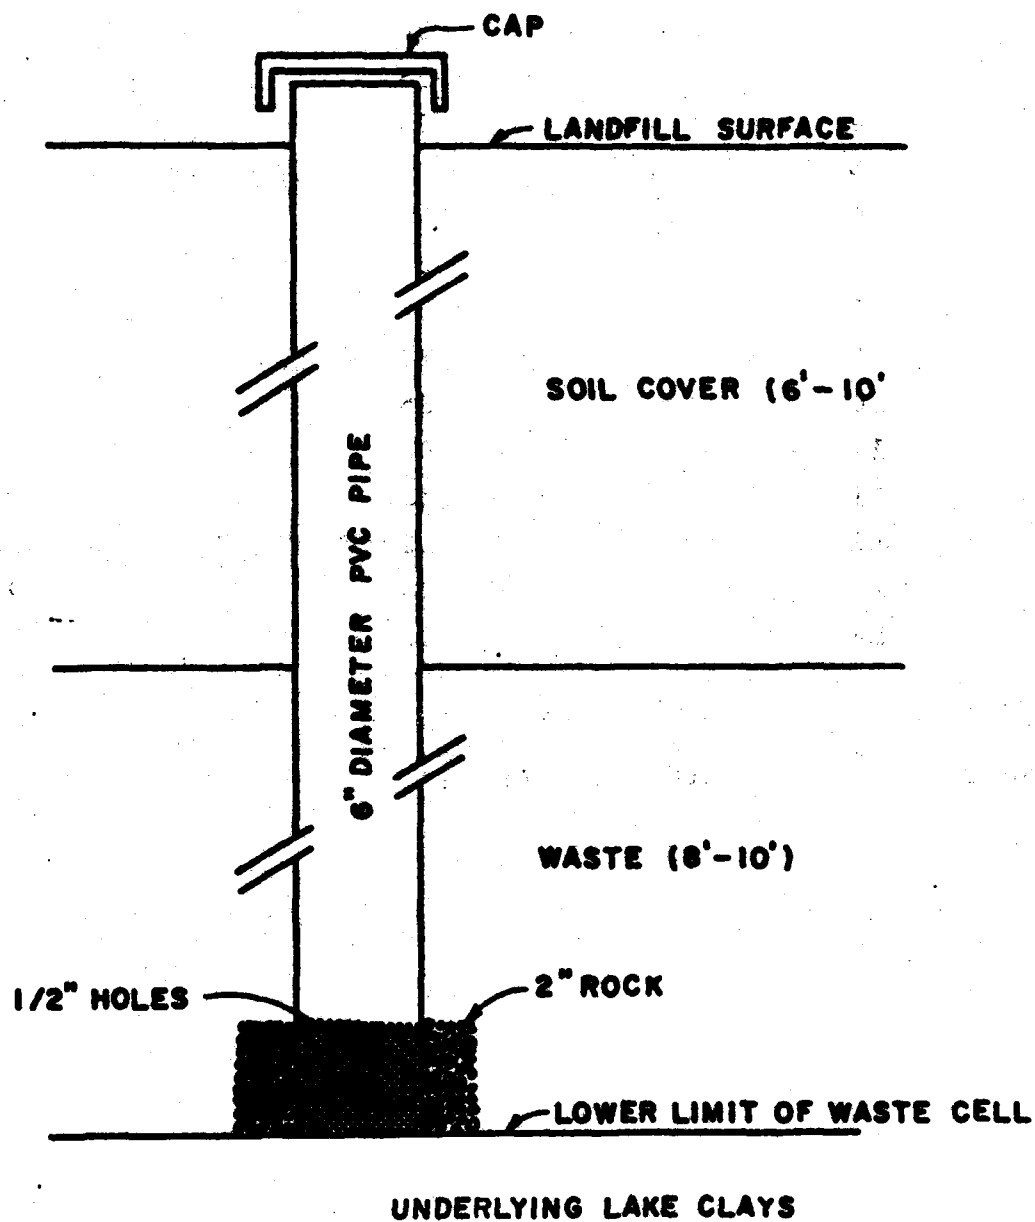 CAP
LANDFILL SURFACE
SOIL COVER (6'-10'
6" DIAMETER PVC PIPE
WASTE (8'-10')
1/2" HOLES
2" ROCK
LOWER LIMIT OF WASTE CELL
UNDERLYING LAKE CLAYS